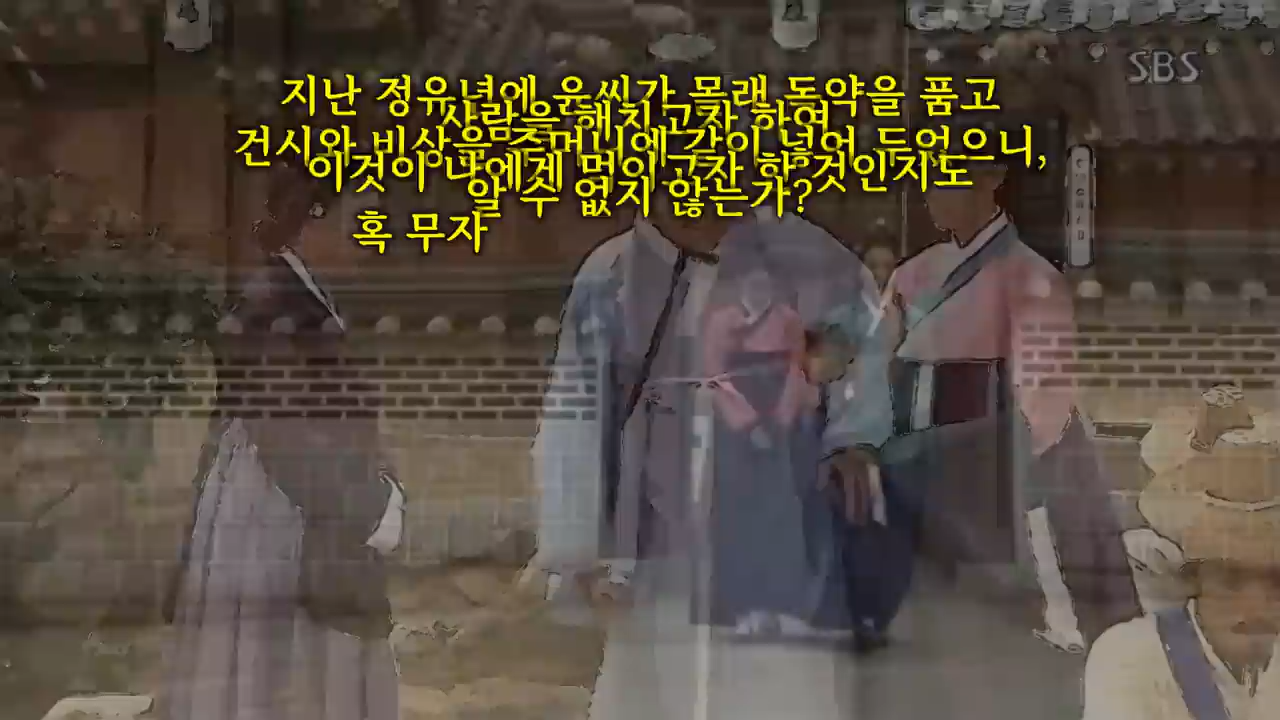 SBS
지난 정유년에 윤씨가 몰래 독약을 품고
사람을 해치고자 하여
건시와 비상을 주머니에 같이 넣어 두었으니,
이것이 나에게 먹이고자 한 것인지도
알 수 없지 않은가?
혹 무자